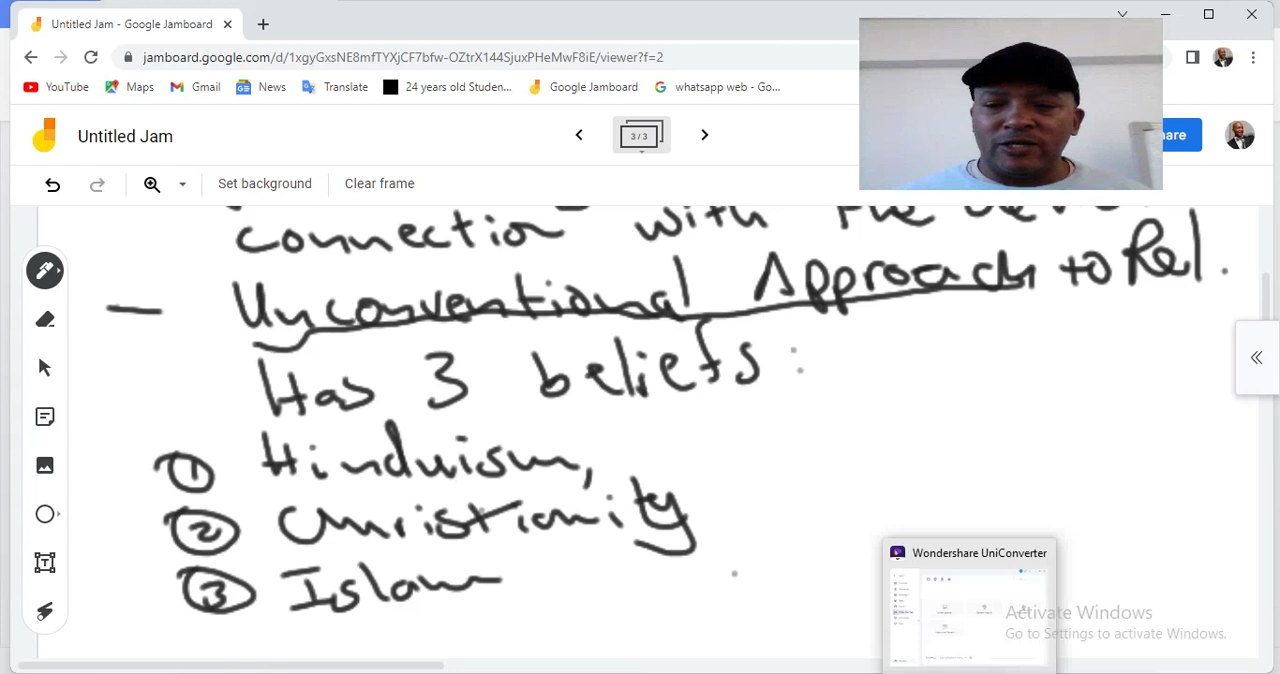 Untitled Jam - Google Jamboard
jamboard.google.com/d/1xgyGxsNE8mfTYXjCF7bfw-OZtrX144SjuxPHeMwF8iE/viewer?f=2
YouTube Maps Gmail News Translate 24 years old Studen... Google Jamboard whatsapp web - Go...
Untitled Jam
3 / 3
are
Set background Clear frame
connection with the
— Unconventional Approach to Rel.
Has 3 beliefs :
① Hinduism,
② Christianity
③ Islam
Wondershare UniConverter
Activate Windows
Go to Settings to activate Windows.